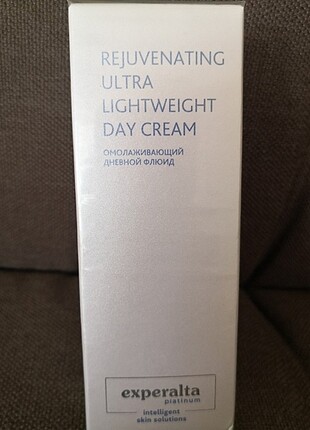 REJUVENATING
ULTRA
LIGHTWEIGHT
DAY CREAM
ОМОЛАЖИВАЮЩИЙ
ДНЕВНОЙ ФЛЮИД
experalta
platinum
intelligent
skin solutions